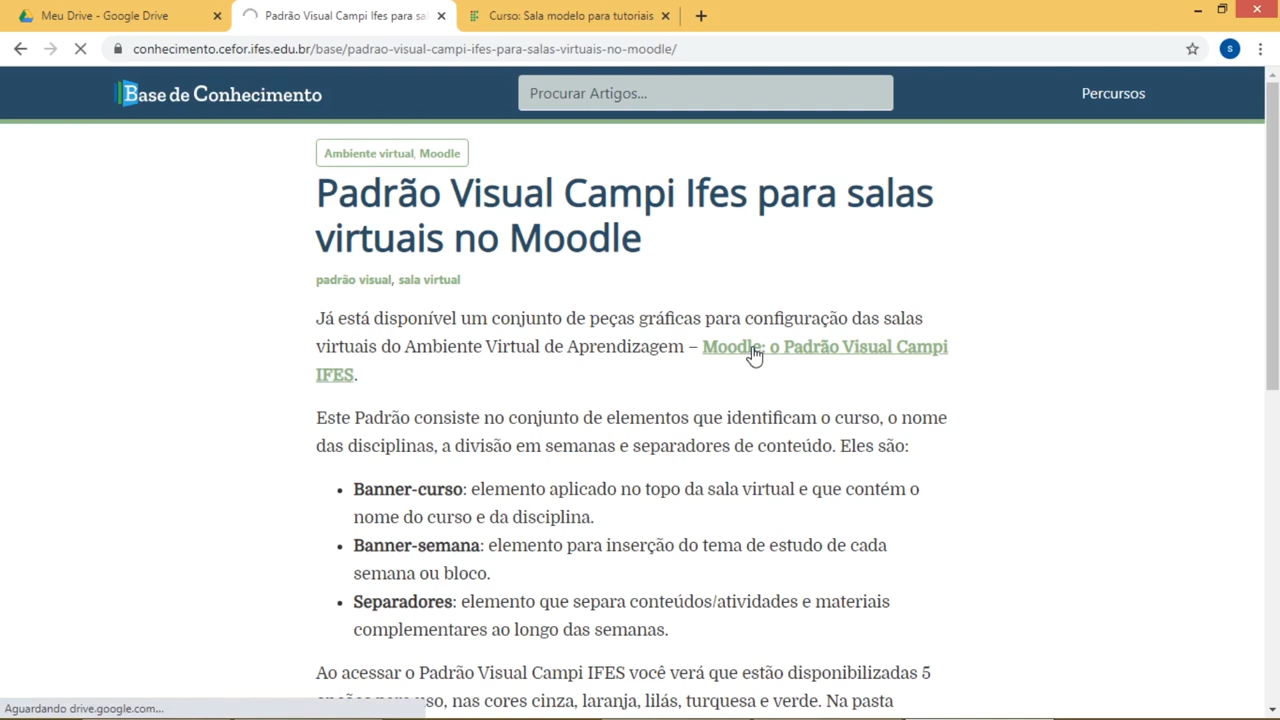 Meu Drive - Google Drive
Padrão Visual Campi Ifes para sa
Curso: Sala modelo para tutoriais
S
conhecimento.cefor.ifes.edu.br/base/padrao-visual-campi-ifes-para-salas-virtuais-no-moodle/
Base de Conhecimento
Procurar Artigos...
Percursos
Ambiente virtual, Moodle
Padrão Visual Campi Ifes para salas
virtuais no Moodle
padrão visual, sala virtual
Já está disponível um conjunto de peças gráficas para configuração das salas
virtuais do Ambiente Virtual de Aprendizagem – Moodle: o Padrão Visual Campi
IFES.
Este Padrão consiste no conjunto de elementos que identificam o curso, o nome
das disciplinas, a divisão em semanas e separadores de conteúdo. Eles são:
• Banner-curso: elemento aplicado no topo da sala virtual e que contém o
nome do curso e da disciplina.
• Banner-semana: elemento para inserção do tema de estudo de cada
semana ou bloco.
• Separadores: elemento que separa conteúdos/atividades e materiais
complementares ao longo das semanas.
Ao acessar o Padrão Visual Campi IFES você verá que estão disponibilizadas 5
opções para uso, nas cores cinza, laranja, lilás, turquesa e verde. Na pasta
Aguardando drive.google.com...